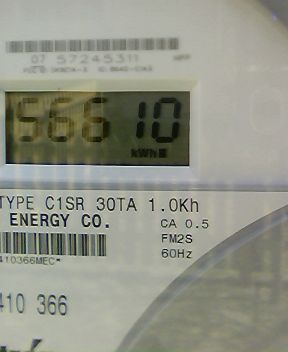 07 57245311
56610
kWh
TYPE C1SR 30TA 1.0Kh
ENERGY CO.
CA 0.5
FM2S
60Hz
410366MEC*
410 366